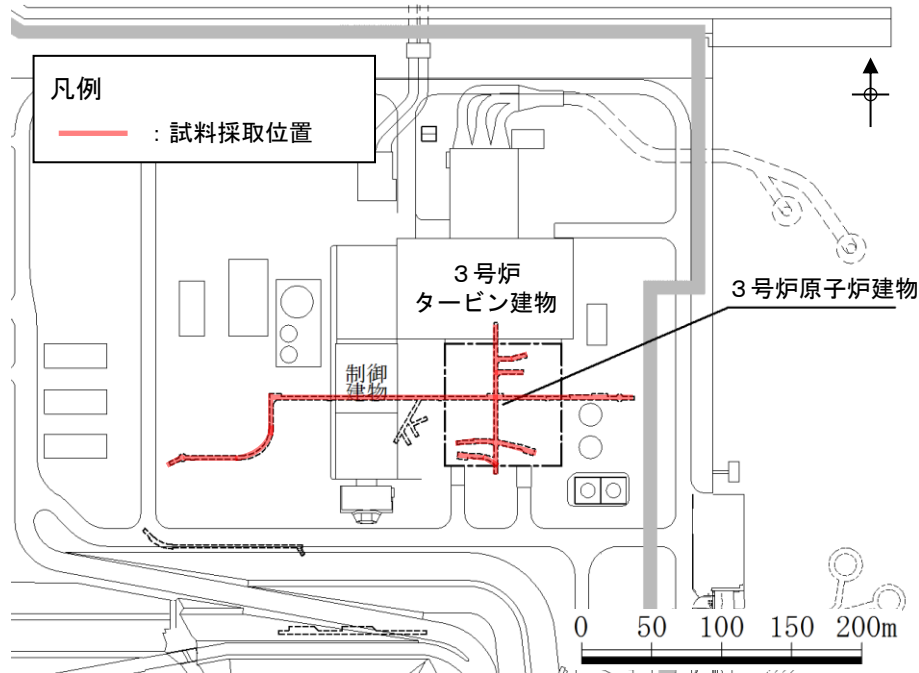 凡例
：試料採取位置
３号炉
タービン建物
３号炉原子炉建物
制御
建物
0 50 100 150 200m